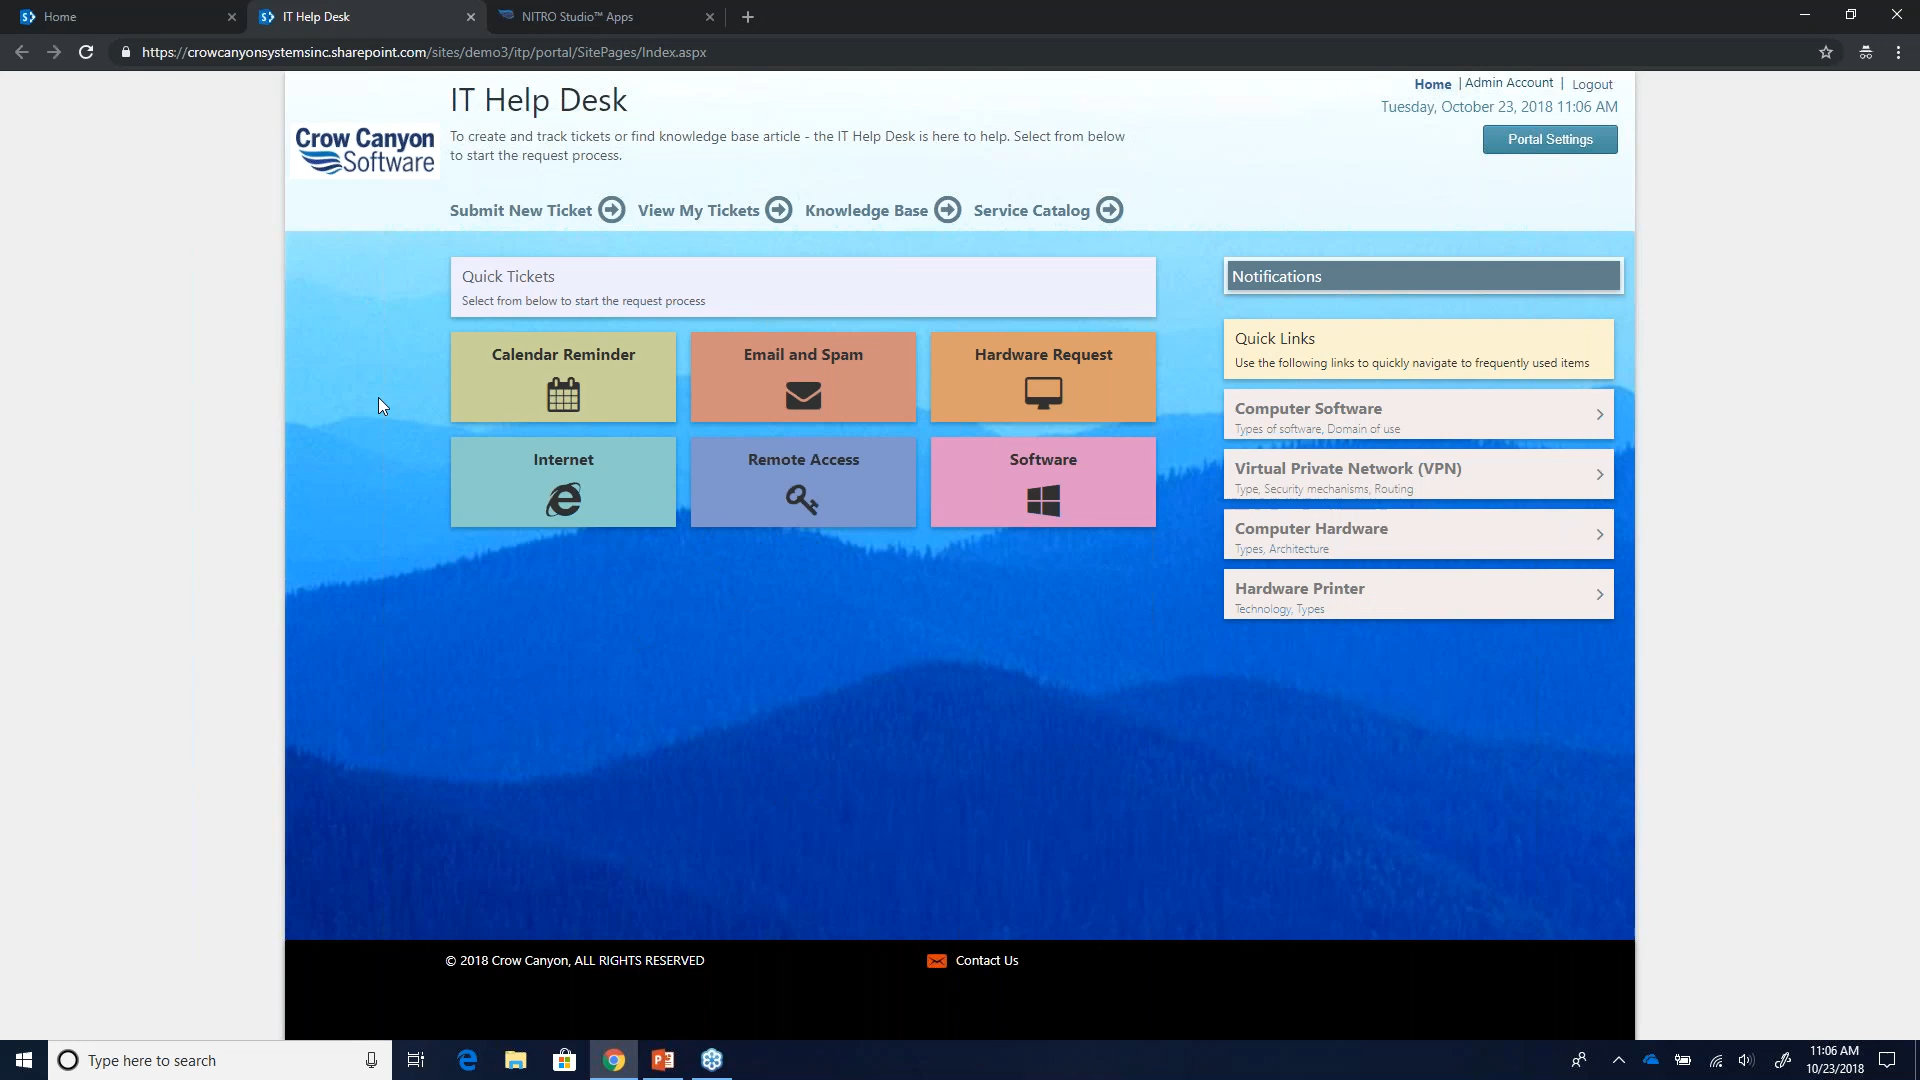 Home
IT Help Desk
NITRO Studio™ Apps
https://crowcanyonsystemsinc.sharepoint.com/sites/demo3/itp/portal/SitePages/Index.aspx
IT Help Desk
Home | Admin Account | Logout
Tuesday, October 23, 2018 11:06 AM
Crow Canyon
Software
To create and track tickets or find knowledge base article - the IT Help Desk is here to help. Select from below
to start the request process.
Portal Settings
Submit New Ticket View My Tickets Knowledge Base Service Catalog
Quick Tickets
Select from below to start the request process
Calendar Reminder
Email and Spam
Hardware Request
Internet
Remote Access
Software
Notifications
Quick Links
Use the following links to quickly navigate to frequently used items
Computer Software
Types of software, Domain of use
Virtual Private Network (VPN)
Type, Security mechanisms, Routing
Computer Hardware
Types, Architecture
Hardware Printer
Technology, Types
© 2018 Crow Canyon, ALL RIGHTS RESERVED
Contact Us
Type here to search
11:06 AM
10/23/2018